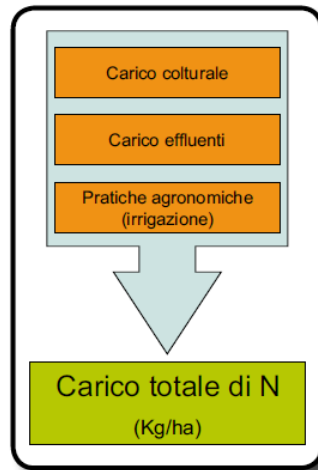 Carico colturale
Carico effluenti
Pratiche agronomiche
(irrigazione)
Carico totale di N
(Kg/ha)